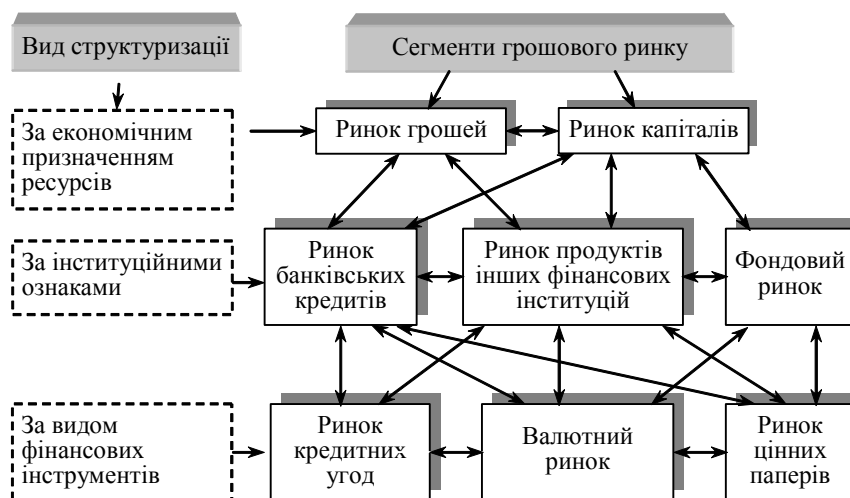 Вид структуризації
Сегменти грошового ринку
За економічним
призначенням
ресурсів
Ринок грошей
Ринок капіталів
За інституційними
ознаками
Ринок
банківських
кредитів
Ринок продуктів
інших фінансових
інституцій
Фондовий
ринок
За видом
фінансових
інструментів
Ринок
кредитних
угод
Валютний
ринок
Ринок
цінних
паперів